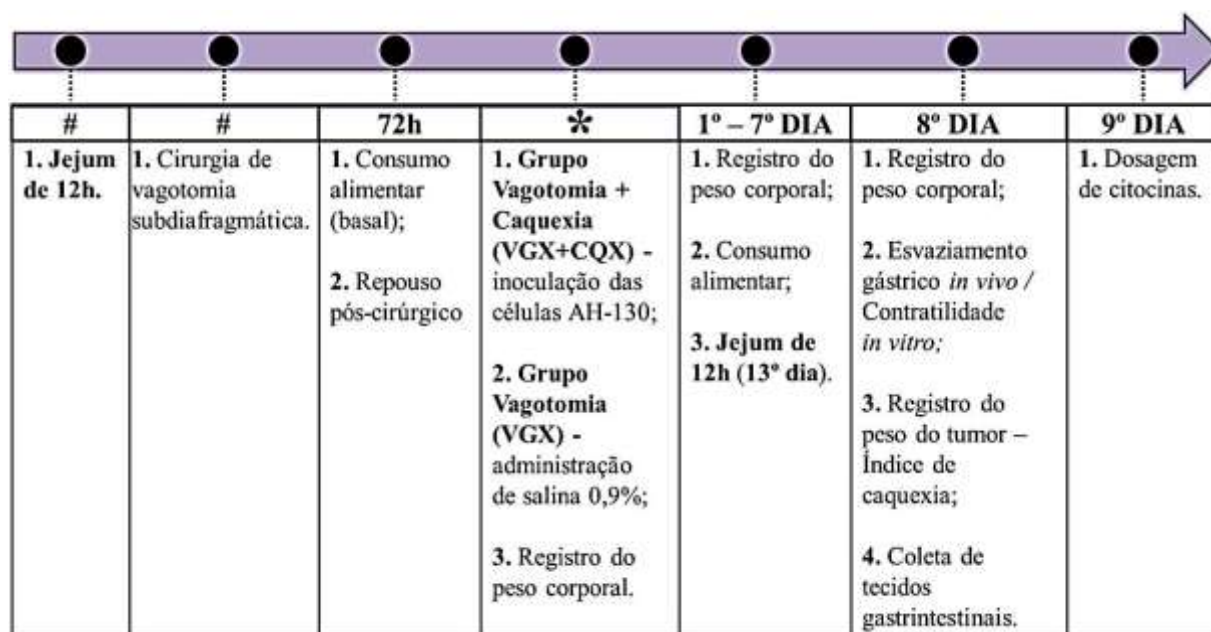 #
1. Jejum
de 12h.
#
1. Cirurgia de
vagotomia
subdiafragmática.
72h
1. Consumo
alimentar
(basal);
2. Repouso
pós-cirúrgico
*
1. Grupo
Vagotomia +
Caquexia
(VGX+CQX) -
inoculação das
células AH-130;
2. Grupo
Vagotomia
(VGX) -
administração
de salina 0,9%;
3. Registro do
peso corporal.
1º – 7º DIA
1. Registro do
peso corporal;
2. Consumo
alimentar;
3. Jejum de
12h (13º dia).
8º DIA
1. Registro do
peso corporal;
2. Esvaziamento
gástrico in vivo /
Contratilidade
in vitro;
3. Registro do
peso do tumor –
Índice de
caquexia;
4. Coleta de
tecidos
gastrintestinais.
9º DIA
1. Dosagem
de citocinas.